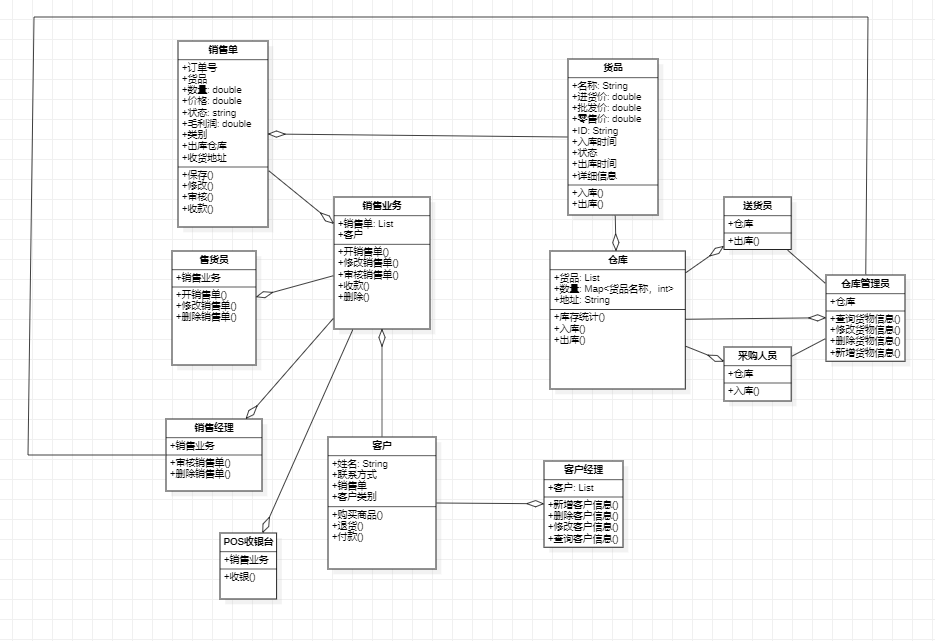 销售单
+订单号
+货品
+数量: double
+价格: double
+状态: string
+毛利润: double
+类别
+出库仓库
+收货地址
+保存()
+修改()
+审核()
+收款()
货品
+名称: String
+进货价: double
+批发价: double
+零售价: double
+ID: String
+入库时间
+状态
+出库时间
+详细信息
+入库()
+出库()
销售业务
+销售单: List
+客户
+开销售单()
+修改销售单()
+审核销售单()
+收款()
+删除()
送货员
+仓库
+出库()
售货员
+销售业务
+开销售单()
+修改销售单()
+删除销售单()
仓库
+货品: List
+数量: Map<货品名称，int>
+地址: String
+库存统计()
+入库()
+出库()
仓库管理员
+仓库
+查询货物信息()
+修改货物信息()
+删除货物信息()
+新增货物信息()
采购人员
+仓库
+入库()
销售经理
+销售业务
+审核销售单()
+删除销售单()
客户
+姓名: String
+联系方式
+销售单
+客户类别
+购买商品()
+退货()
+付款()
客户经理
+客户: List
+新增客户信息()
+删除客户信息()
+修改客户信息()
+查询客户信息()
POS收银台
+销售业务
+收银()